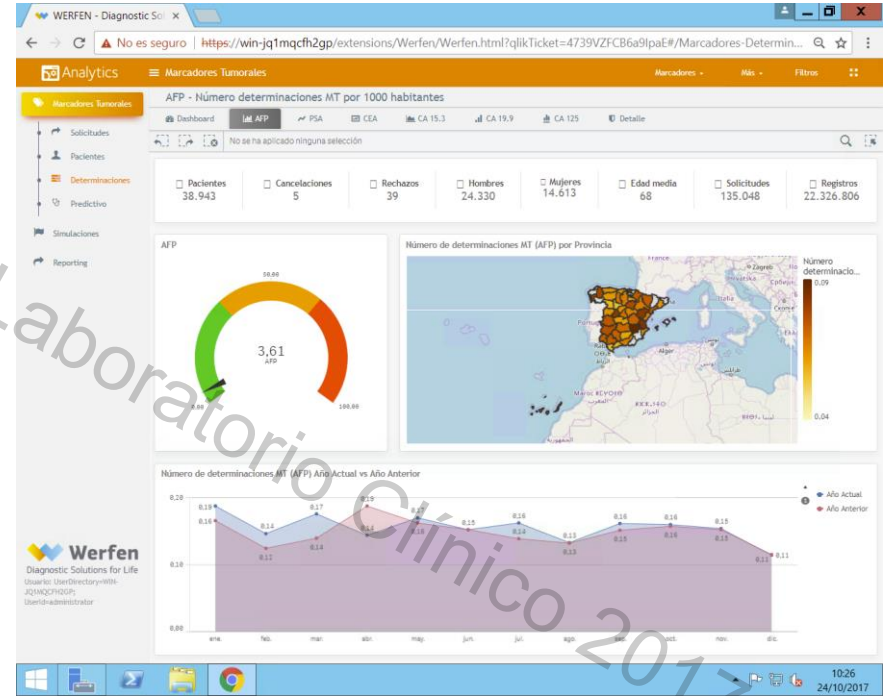 WERFEN - Diagnostic Sol
No es seguro | https://win-jq1mqcfh2gp/extensions/Werfen/Werfen.html?qlikTicket=4739VZFCB6a9IpaE#/Marcadores-Determin...
Analytics
Marcadores Tumorales
Marcadores
Más
Filtros
Marcadores Tumorales
Solicitudes
Pacientes
Determinaciones
Predictivo
Simulaciones
Reporting
AFP - Número determinaciones MT por 1000 habitantes
Dashboard AFP PSA CEA CA 15.3 CA 19.9 CA 125 Detalle
No se ha aplicado ninguna selección
Pacientes Cancelaciones Rechazos Hombres Mujeres Edad media Solicitudes Registros
38.943 5 39 24.330 14.613 68 135.048 22.326.806
AFP
50.00
3,61
AFP
0.00
100.00
Número de determinaciones MT (AFP) por Provincia
France
Zagreb
Italia
Alger
Número
determinacio...
0.09
0.04
Número de determinaciones MT (AFP) Año Actual vs Año Anterior
0,20
0,10
0,00
0,19 0,14 0,17 0,14 0,17 0,15 0,16 0,13 0,16 0,16 0,15 0,11
0,16 0,12 0,14 0,19 0,16 0,14 0,13 0,15 0,16 0,15 0,11
ene. feb. mar. abr. may. jun. jul. ago. sep. oct. nov. dic.
Año Actual
Año Anterior
Werfen
Diagnostic Solutions for Life
Usuario: UserDirectory=WIN-
JQ1MQCFH2GP;
UserId=administrator
10:26
24/10/2017
Laboratorio Clínico 2017